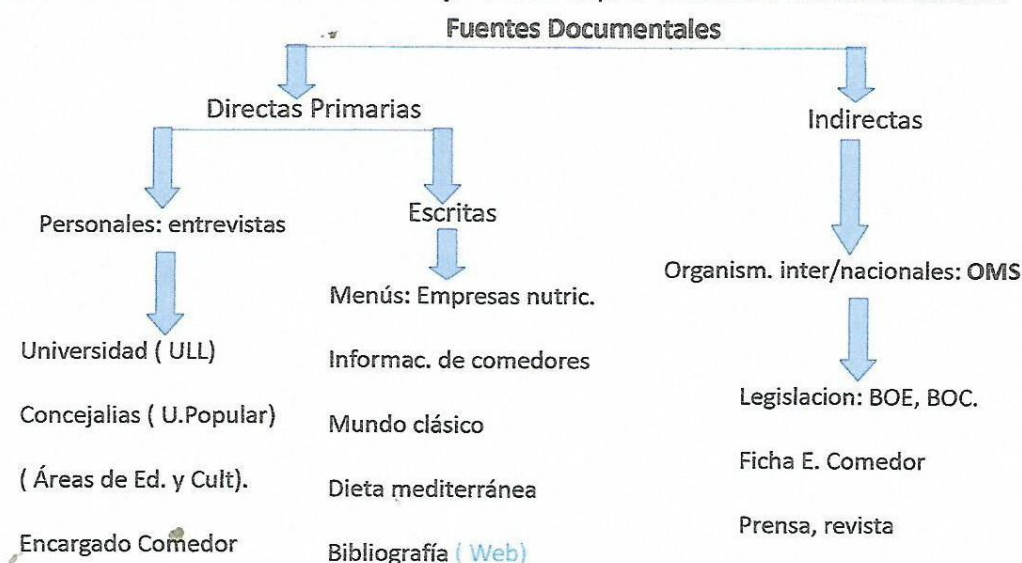 Fuentes Documentales
Directas Primarias
Indirectas
Personales: entrevistas
Escritas
Organism. inter/nacionales: OMS
Universidad ( ULL)
Concejalias ( U.Popular)
( Áreas de Ed. y Cult).
Encargado Comedor
Menús: Empresas nutric.
Informac. de comedores
Mundo clásico
Dieta mediterránea
Bibliografía ( Web)
Legislacion: BOE, BOC.
Ficha E. Comedor
Prensa, revista